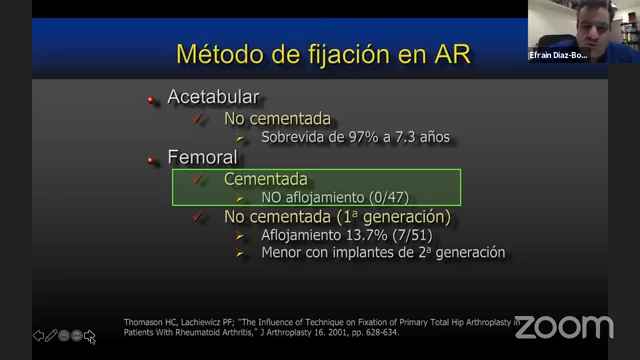 Método de fijación en AR
Efrain Diaz-Bo...
Acetabular
No cementada
Sobrevida de 97% a 7.3 años
Femoral
Cementada
NO aflojamiento (0/47)
No cementada (1ª generación)
Aflojamiento 13.7% (7/51)
Menor con implantes de 2ª generación
Thomason HC, Lachiewicz PF; "The Influence of Technique on Fixation of Primary Total Hip Arthroplasty in
Patients With Rheumatoid Arthritis," J Arthroplasty 16. 2001, pp. 628-634.
zoom